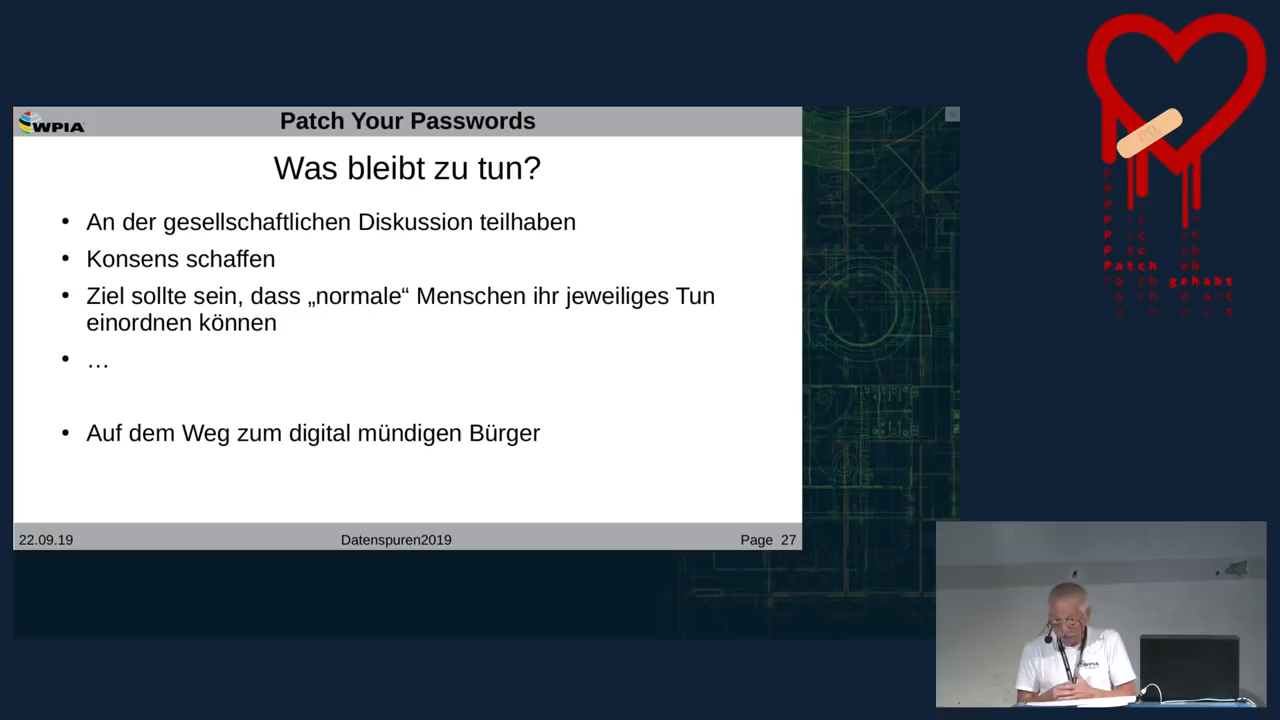 WPIA
Patch Your Passwords
Was bleibt zu tun?
• An der gesellschaftlichen Diskussion teilhaben
• Konsens schaffen
• Ziel sollte sein, dass „normale“ Menschen ihr jeweiliges Tun
einordnen können
• …
• Auf dem Weg zum digital mündigen Bürger
22.09.19
Datenspuren2019
Page 27
Patch
gehabt
WPIA